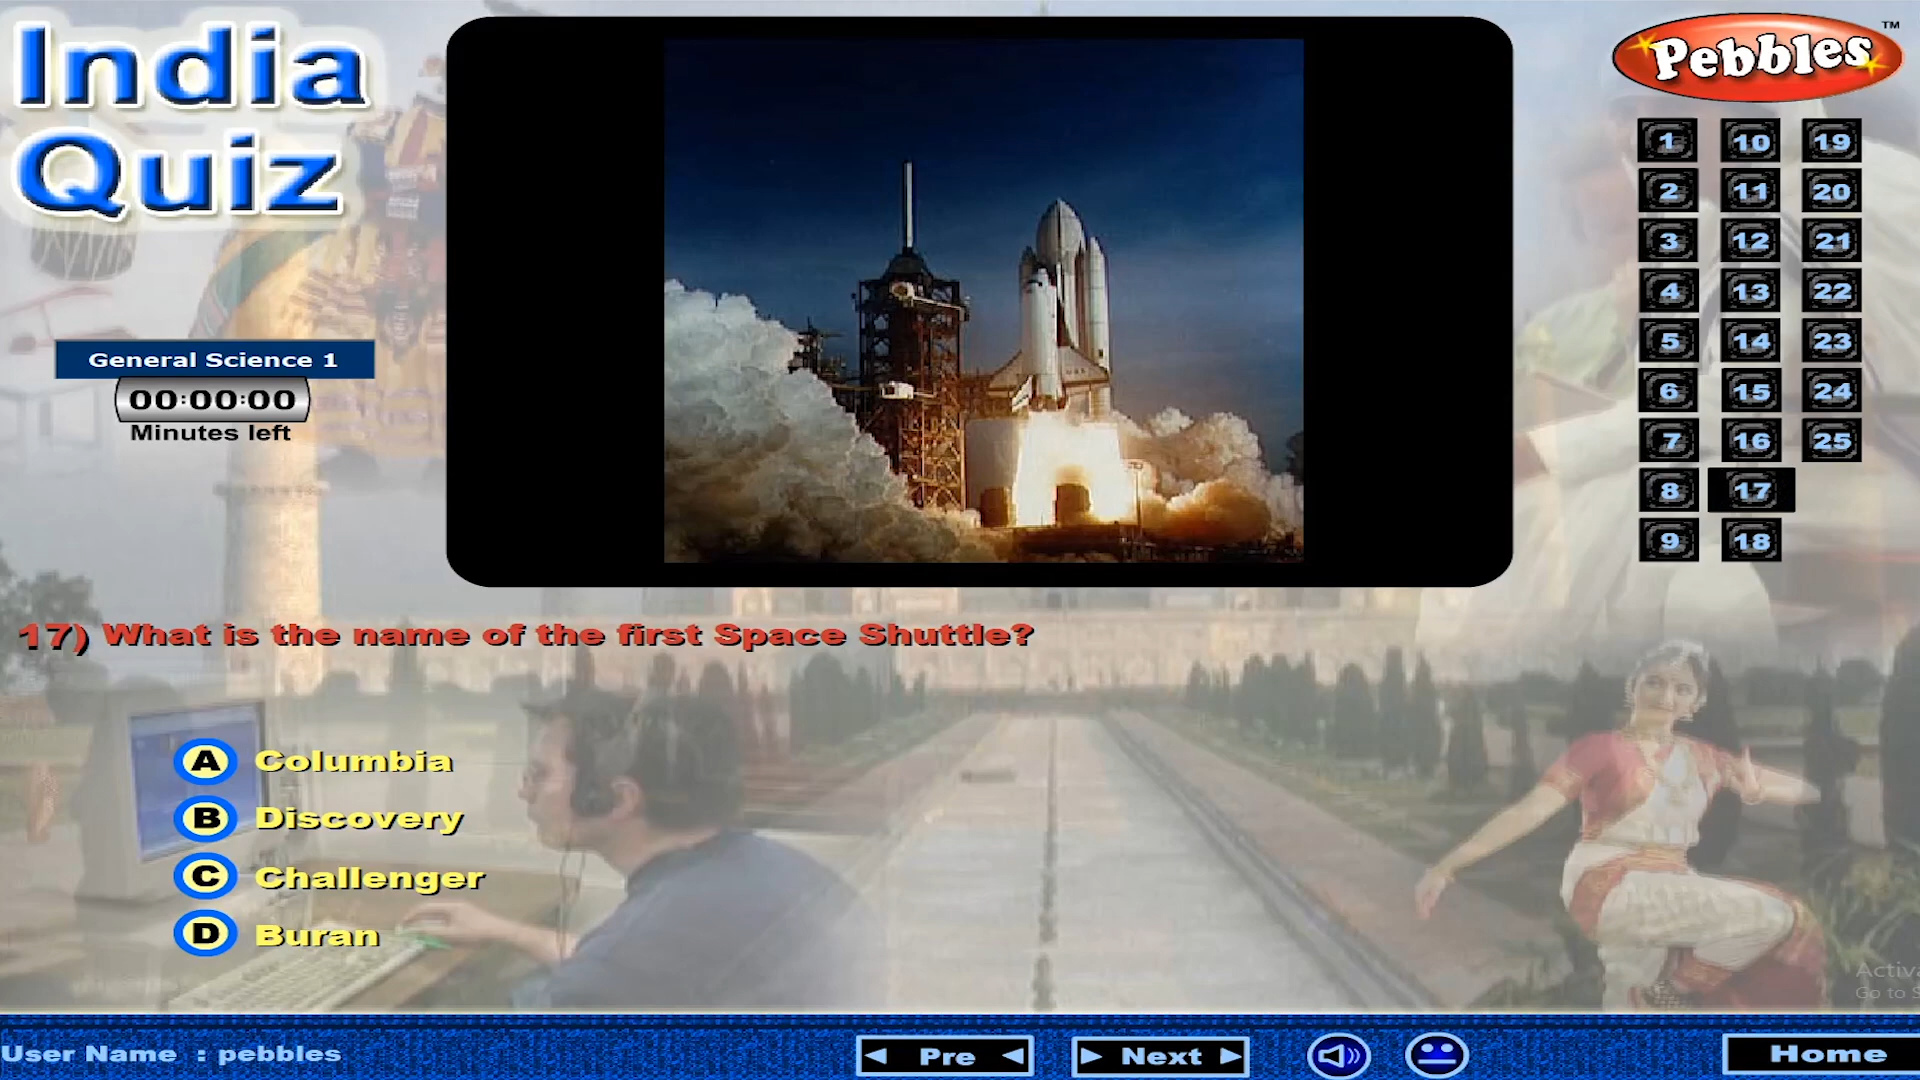 India
Quiz
Pebbles TM
1 10 19
2 11 20
3 12 21
4 13 22
5 14 23
6 15 24
7 16 25
8 17
9 18
General Science 1
00:00:00
Minutes left
17) What is the name of the first Space Shuttle?
A Columbia
B Discovery
C Challenger
D Buran
Activa
Go to S
User Name : pebbles
Pre
Next
Home